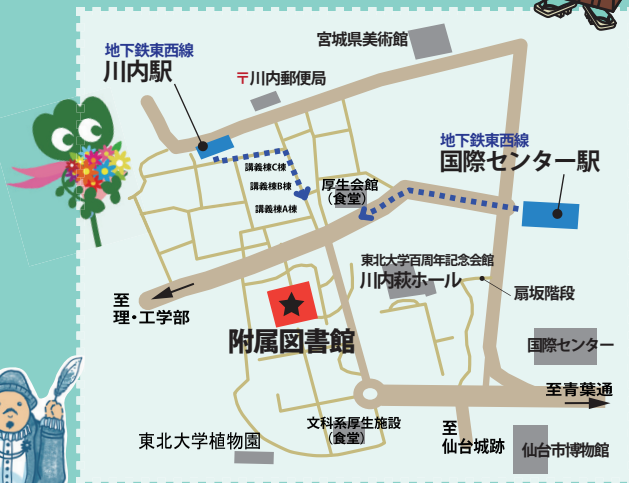 宮城県美術館
地下鉄東西線
川内駅
〒川内郵便局
地下鉄東西線
国際センター駅
講義棟C棟
講義棟B棟
講義棟A棟
厚生会館
(食堂)
東北大学百周年記念会館
川内萩ホール
扇坂階段
至
理・工学部
附属図書館
国際センター
至青葉通
文科系厚生施設
(食堂)
至
仙台城跡
東北大学植物園
仙台市博物館